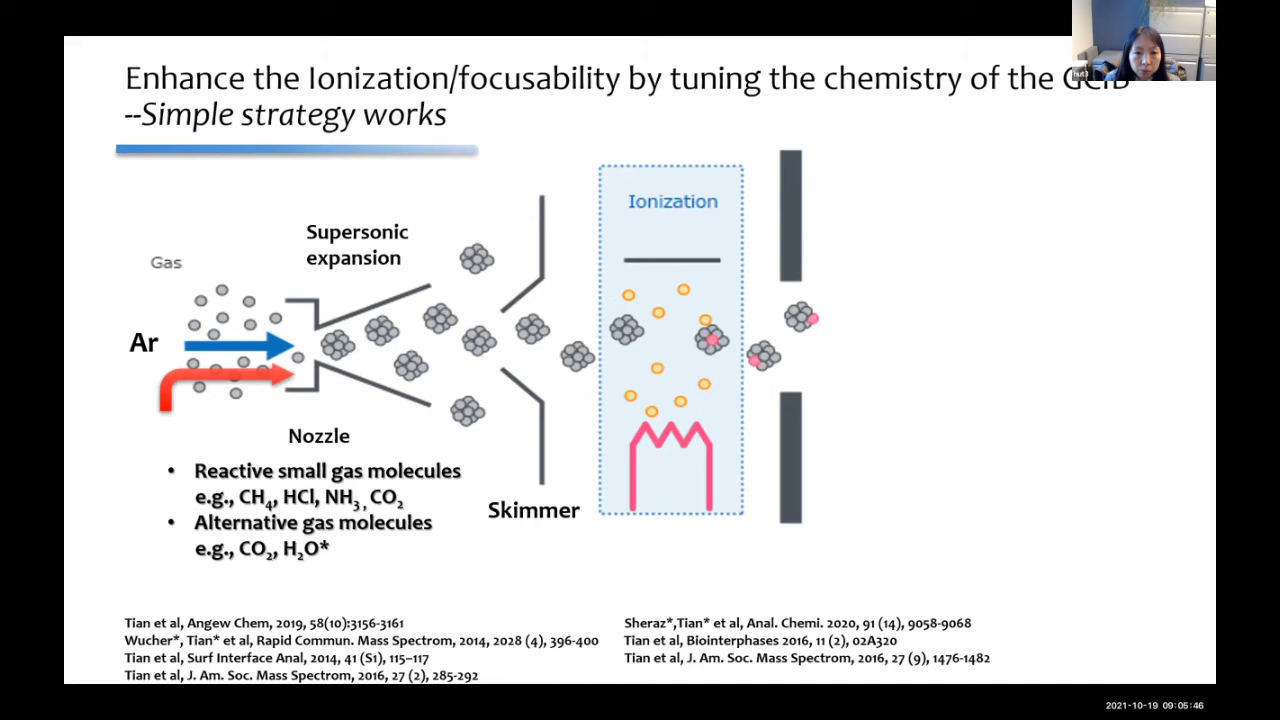 Enhance the Ionization/focusability by tuning the chemistry of the GCIB
--Simple strategy works
Ionization
Supersonic
expansion
Gas
Ar
Nozzle
• Reactive small gas molecules
e.g., CH4, HCl, NH3, CO2
• Alternative gas molecules
e.g., CO2, H2O*
Skimmer
Tian et al, Angew Chem, 2019, 58(10):3156-3161
Wucher*, Tian* et al, Rapid Commun. Mass Spectrom, 2014, 2028 (4), 396-400
Tian et al, Surf Interface Anal, 2014, 41 (S1), 115–117
Tian et al, J. Am. Soc. Mass Spectrom, 2016, 27 (2), 285-292
Sheraz*,Tian* et al, Anal. Chemi. 2020, 91 (14), 9058-9068
Tian et al, Biointerphases 2016, 11 (2), 02A320
Tian et al, J. Am. Soc. Mass Spectrom, 2016, 27 (9), 1476-1482
hut3
2021-10-19 09:05:46